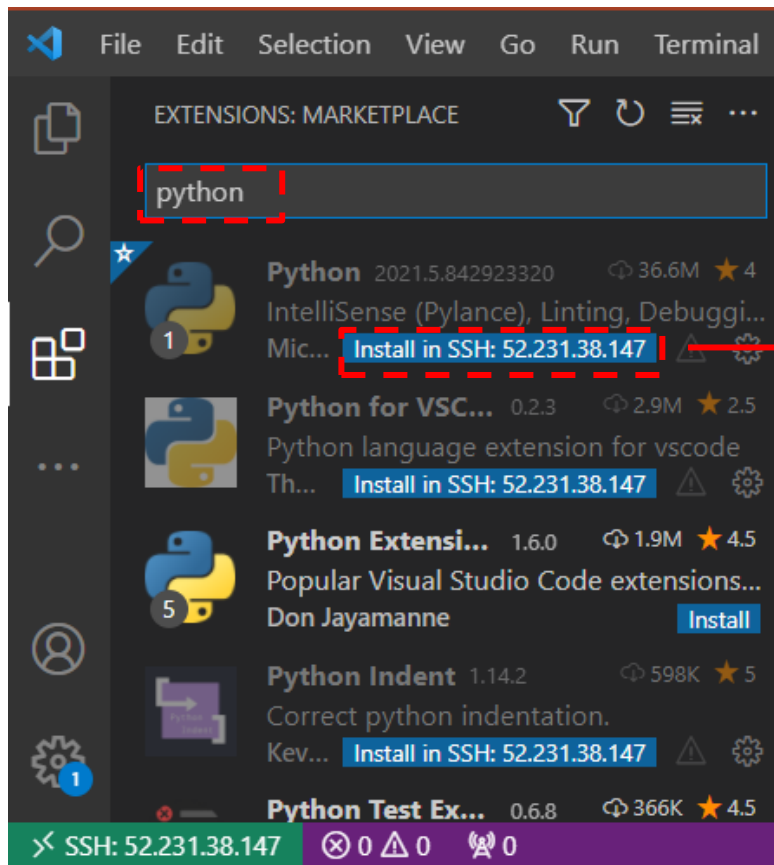 File Edit Selection View Go Run Terminal
EXTENSIONS: MARKETPLACE
python
Python 2021.5.842923320 36.6M ★ 4
IntelliSense (Pylance), Linting, Debuggi...
1
Mic... Install in SSH: 52.231.38.147
Python for VSC... 0.2.3 2.9M ★ 2.5
Python language extension for vscode
Th... Install in SSH: 52.231.38.147
Python Extensi... 1.6.0 1.9M ★ 4.5
Popular Visual Studio Code extensions...
5
Don Jayamanne Install
Python Indent 1.14.2 598K ★ 5
Python
Indent
Correct python indentation.
Kev... Install in SSH: 52.231.38.147
1
Python Test Ex... 0.6.8 366K ★ 4.5
SSH: 52.231.38.147 0 0 0